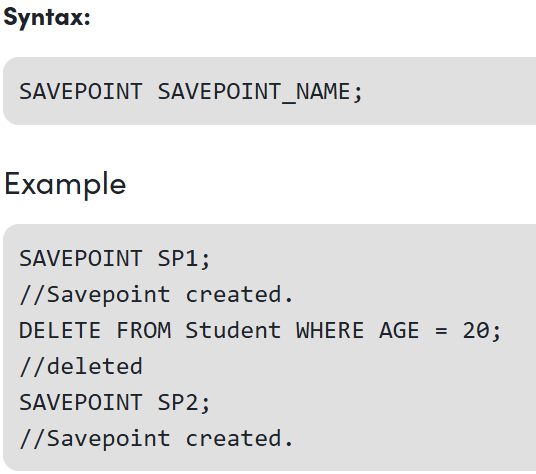 Syntax:
SAVEPOINT SAVEPOINT_NAME;
Example
SAVEPOINT SP1;
//Savepoint created.
DELETE FROM Student WHERE AGE = 20;
//deleted
SAVEPOINT SP2;
//Savepoint created.